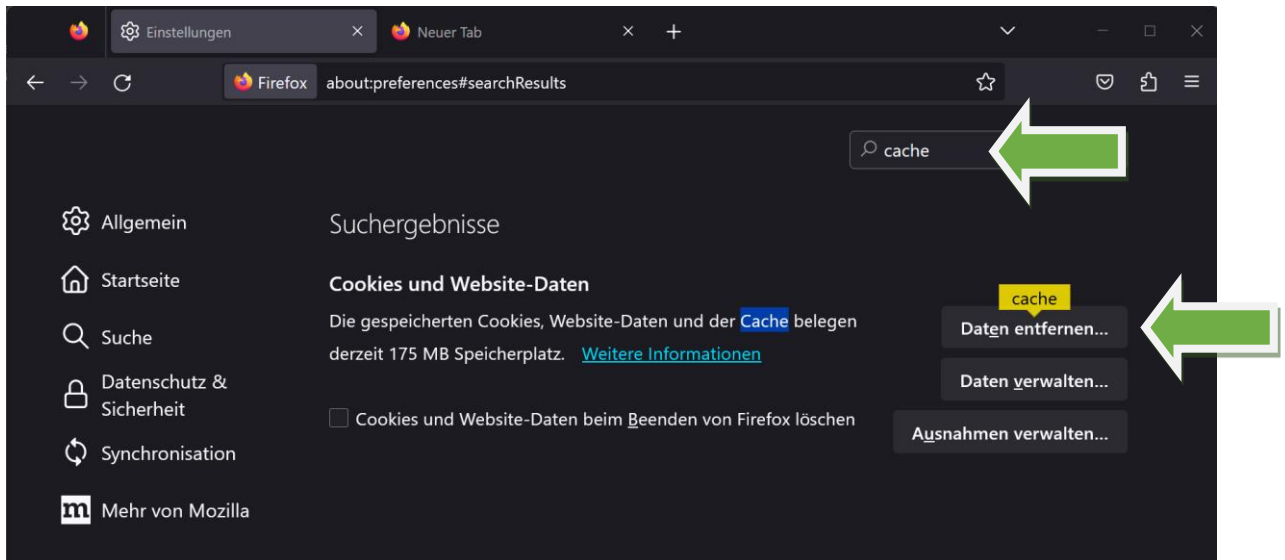 Einstellungen
Neuer Tab
Firefox about:preferences#searchResults
cache
Allgemein
Startseite
Suche
Datenschutz &
Sicherheit
Synchronisation
m Mehr von Mozilla
Suchergebnisse
Cookies und Website-Daten
Die gespeicherten Cookies, Website-Daten und der Cache belegen
derzeit 175 MB Speicherplatz. Weitere Informationen
Cookies und Website-Daten beim Beenden von Firefox löschen
cache
Daten entfernen...
Daten verwalten...
Ausnahmen verwalten...